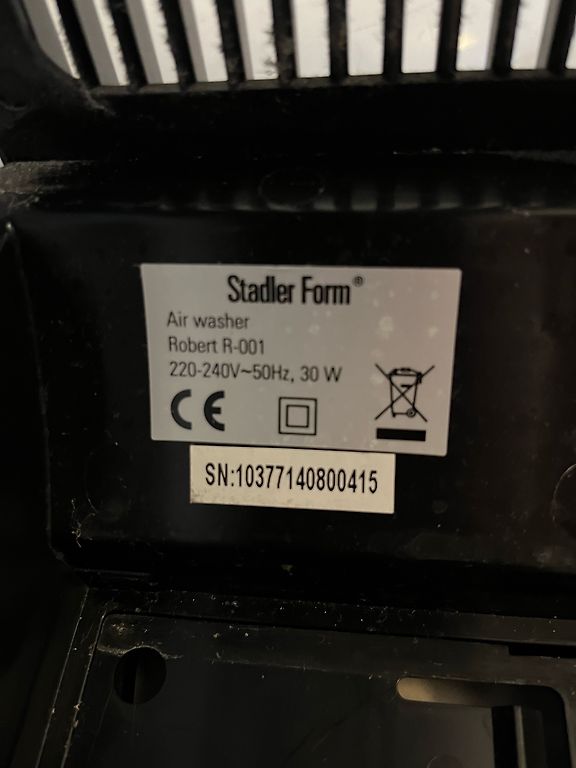 Stadler Form®
Air washer
Robert R-001
220-240V~50Hz, 30 W
CE
SN:10377140800415